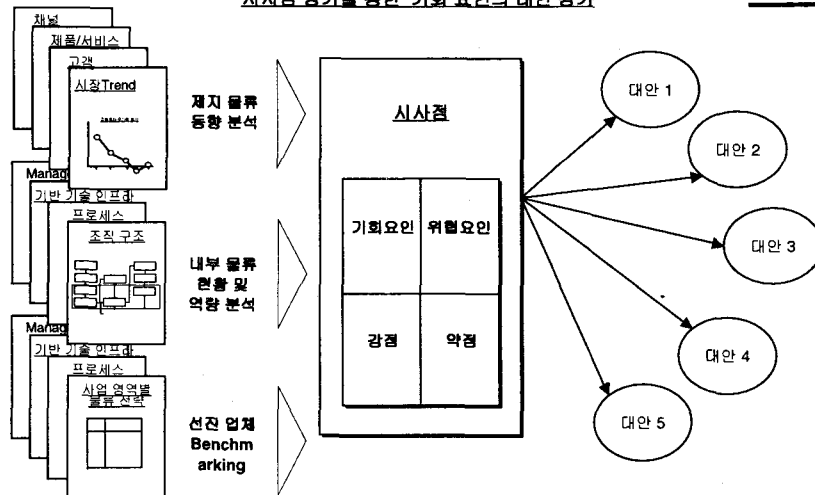 시사점 평가를 통한 기회 요인의 대안 평가
채널
제품/서비스
고객
시장Trend
제지 물류
동향 분석
Manag
기반 기술 인프라
프로세스
조직 구조
내부 물류
현황 및
역량 분석
Manag
기반 기술 인프라
프로세스
사업 영역별
물류 전략
선진 업체
Benchm
arking
시사점
기회요인
위협요인
강점
약점
대안 1
대안 2
대안 3
대안 4
대안 5